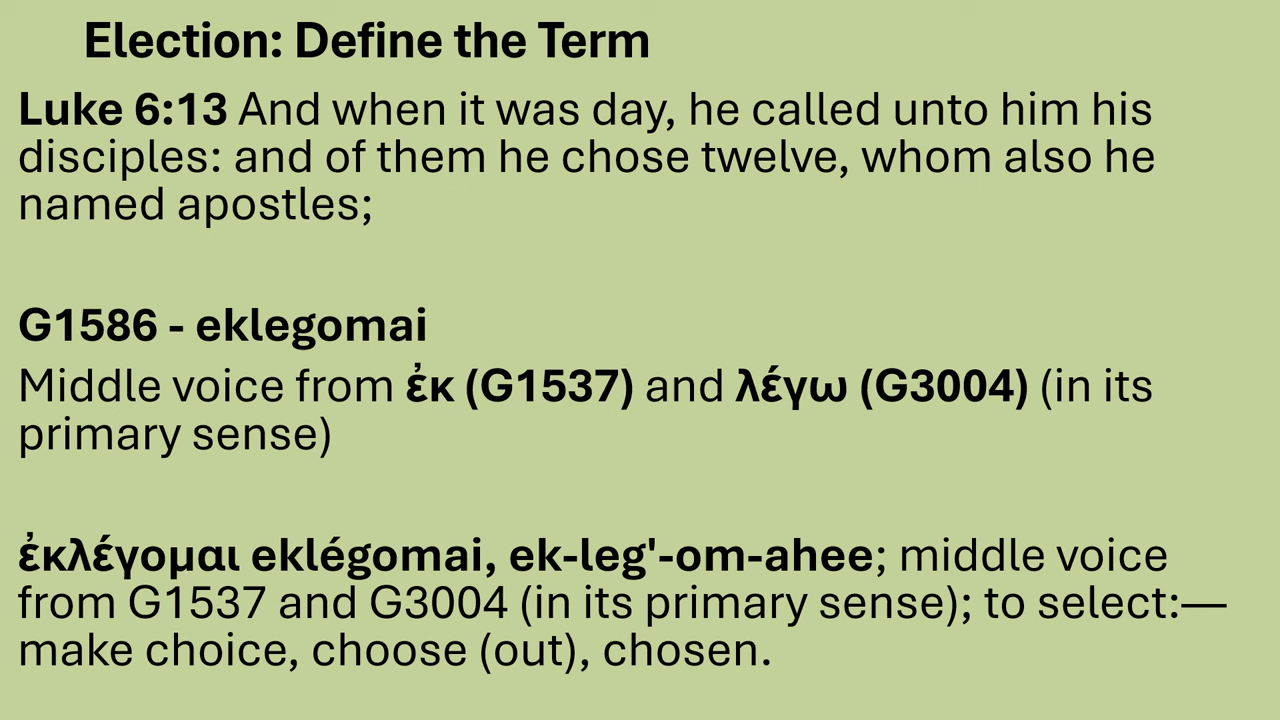 Election: Define the Term
Luke 6:13 And when it was day, he called unto him his
disciples: and of them he chose twelve, whom also he
named apostles;
G1586 - eklegomai
Middle voice from ἐκ (G1537) and λέγω (G3004) (in its
primary sense)
ἐκλέγομαι eklégomai, ek-leg'-om-ahee; middle voice
from G1537 and G3004 (in its primary sense); to select:—
make choice, choose (out), chosen.